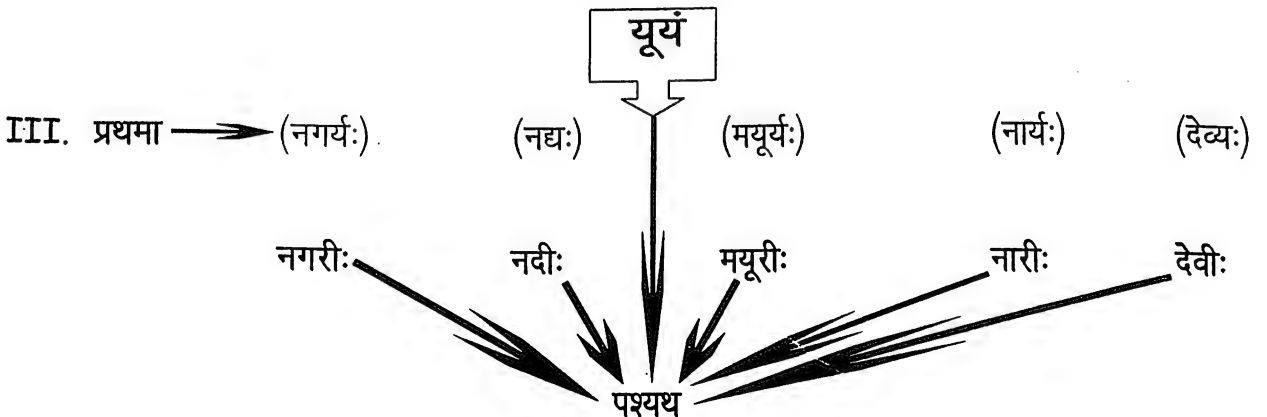 यूयं
III. प्रथमा (नगर्यः) (नद्यः) (मयूर्यः) (नार्यः) (देव्यः)
नगरीः नदीः मयूरीः नारीः देवीः
पश्यथ